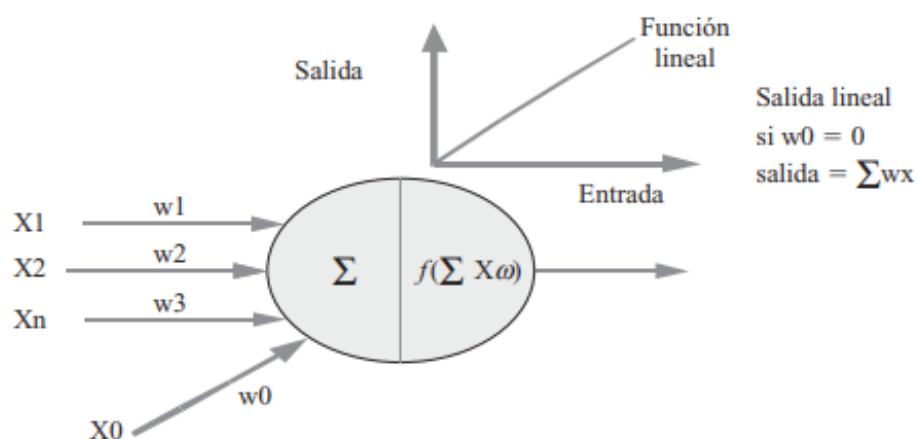 Función
lineal
Salida
Salida lineal
si w0 = 0
salida = ∑wx
Entrada
X1
w1
X2
w2
Xn
w3
Σ
f(∑ Xω)
w0
X0